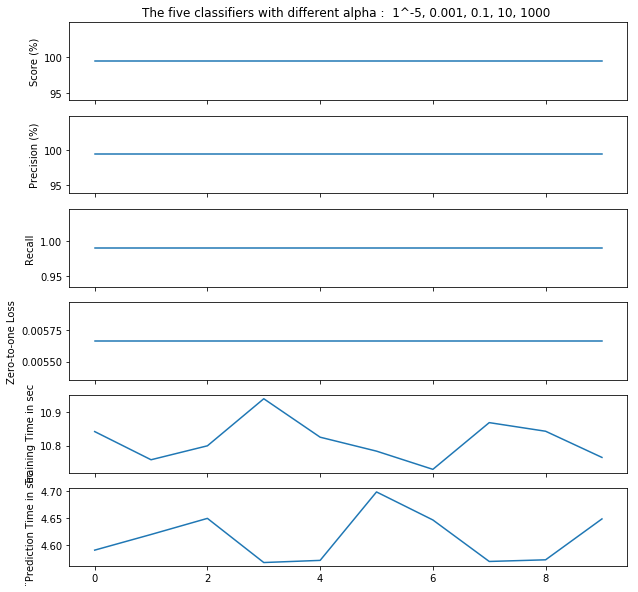 The five classifiers with different alpha :  1^-5, 0.001, 0.1, 10, 1000
Score (%)
100
95
Precision (%)
100
95
Recall
1.00
0.95
Zero-to-one Loss
0.00575
0.00550
Training Time in sec
10.9
10.8
¨Prediction Time in sec
4.70
4.65
4.60
0 2 4 6 8